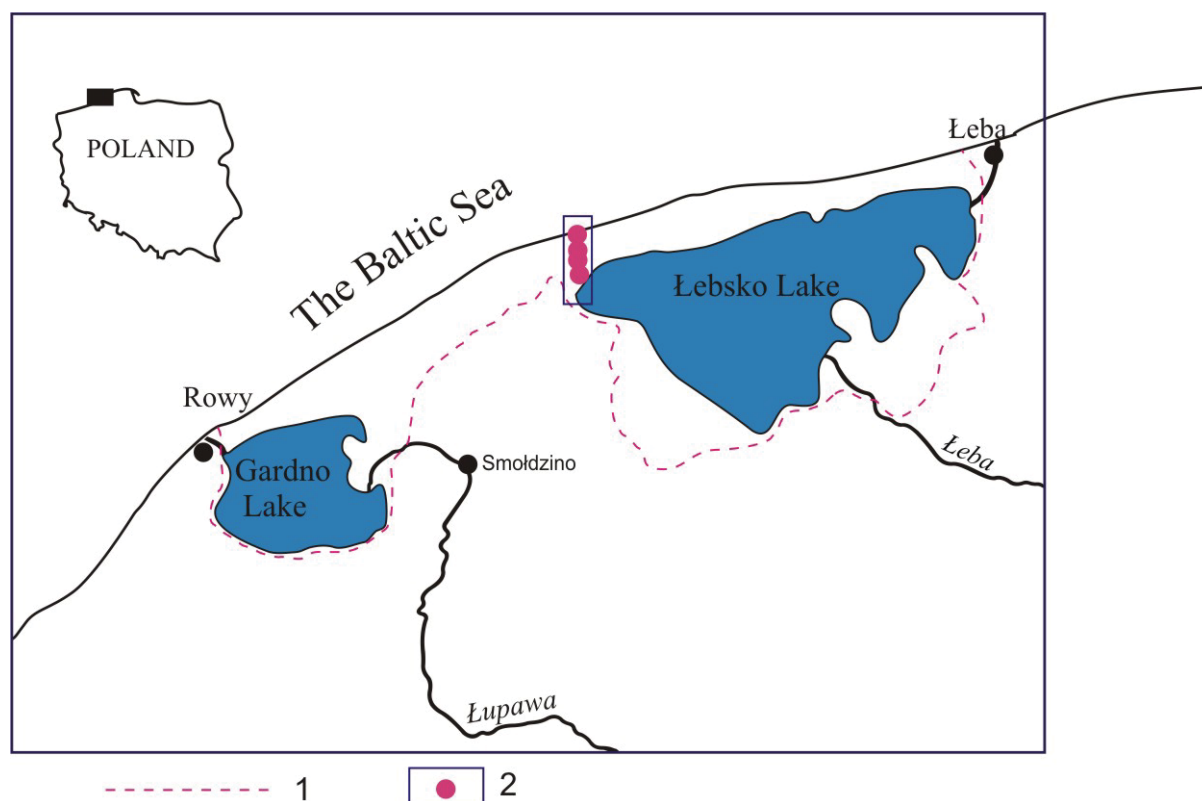 POLAND
Łeba
The Baltic Sea
Łebsko Lake
Rowy
Gardno
Lake
Smołdzino
Łeba
Łupawa
1
2